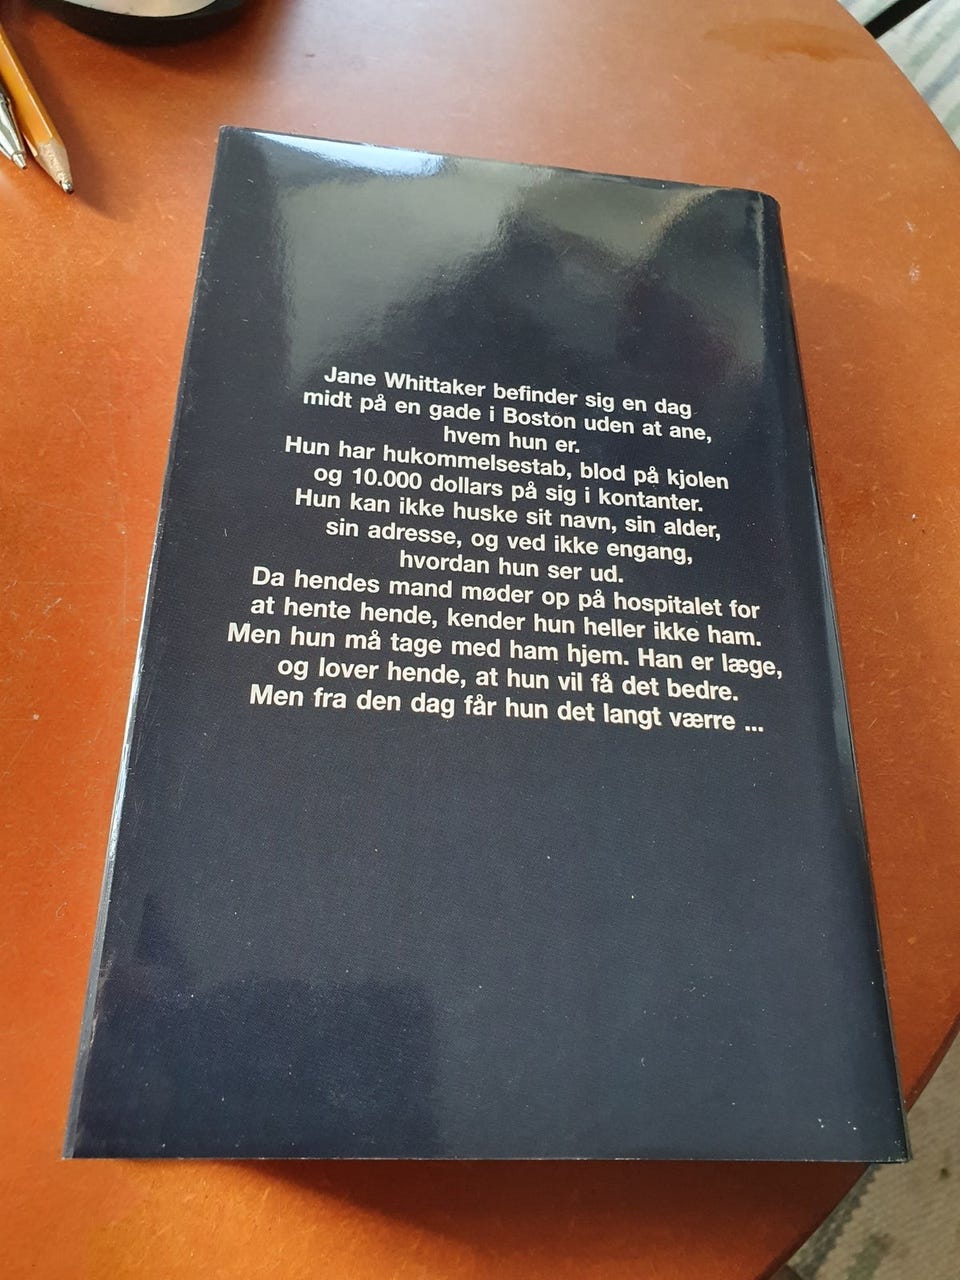 Jane Whittaker befinder sig en dag
midt på en gade i Boston uden at ane,
hvem hun er.
Hun har hukommelsestab, blod på kjolen
og 10.000 dollars på sig i kontanter.
Hun kan ikke huske sit navn, sin alder,
sin adresse, og ved ikke engang,
hvordan hun ser ud.
Da hendes mand møder op på hospitalet for
at hente hende, kender hun heller ikke ham.
Men hun må tage med ham hjem. Han er læge,
og lover hende, at hun vil få det bedre.
Men fra den dag får hun det langt værre ...